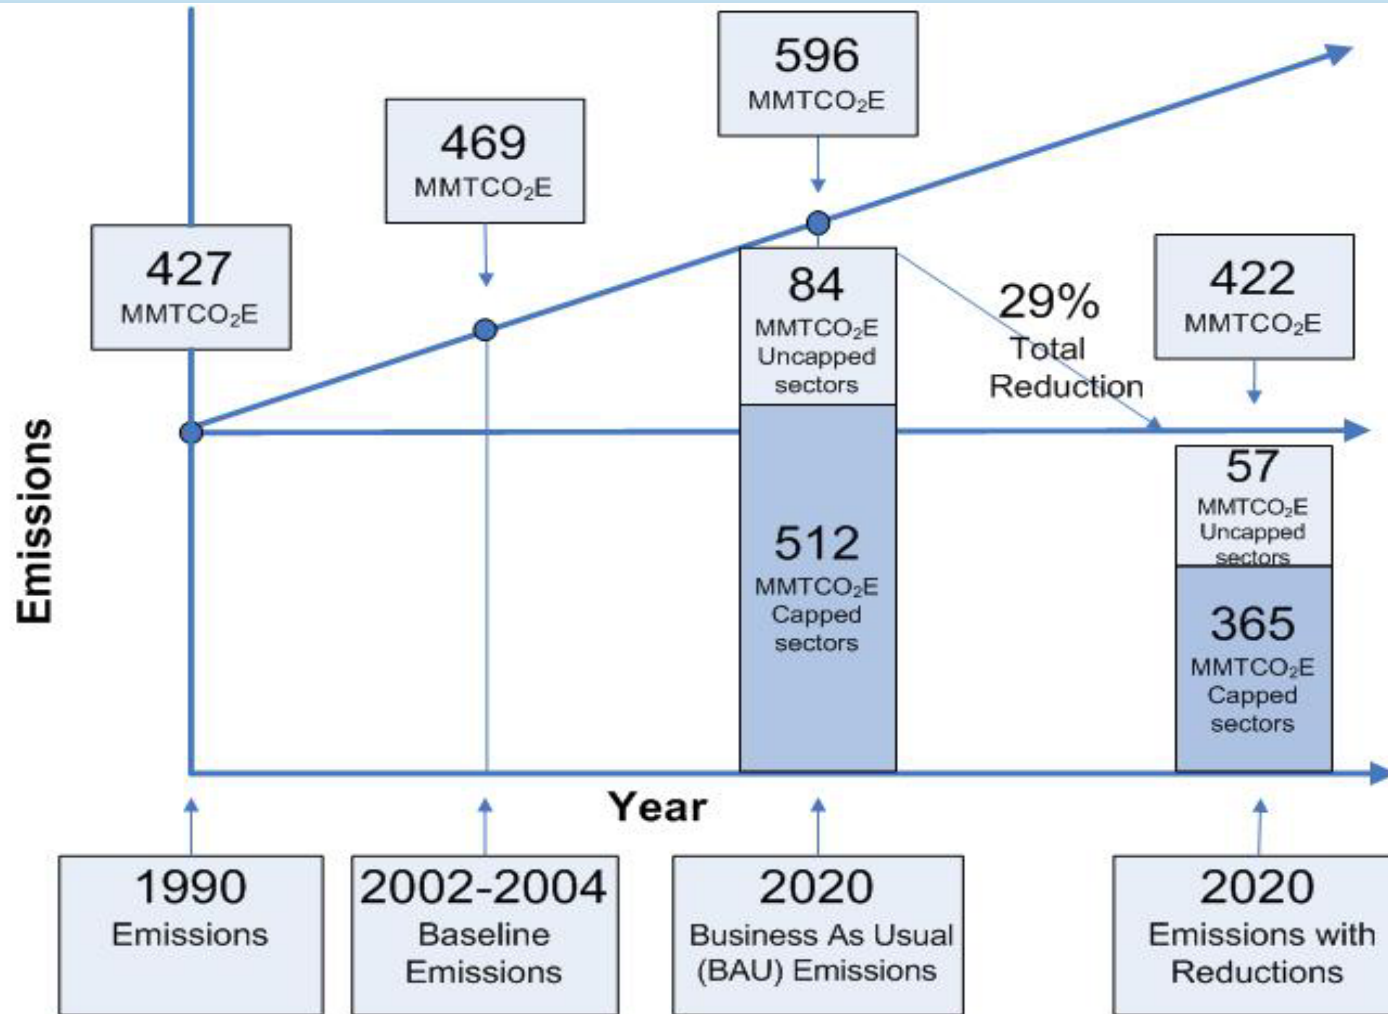 596
MMTCO₂E
469
MMTCO₂E
427
MMTCO₂E
422
MMTCO₂E
84
MMTCO₂E
Uncapped
sectors
29%
Total
Reduction
57
MMTCO₂E
Uncapped
sectors
512
MMTCO₂E
Capped
sectors
365
MMTCO₂E
Capped
sectors
Emissions
Year
1990
Emissions
2002-2004
Baseline
Emissions
2020
Business As Usual
(BAU) Emissions
2020
Emissions with
Reductions